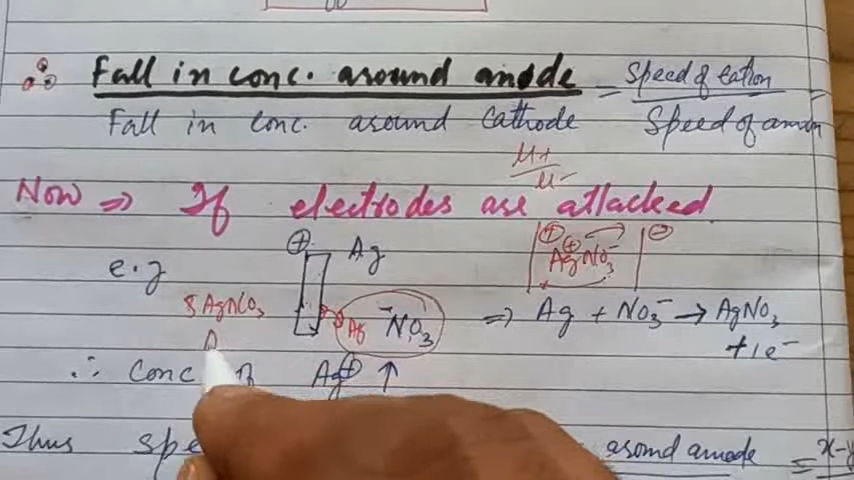 ∴ Fall in conc. around anode = Speed of cation
Fall in conc. around Cathode Speed of anion
μ+
μ-
Now ⇒ If electrodes are attacked
e.g + Ag + AgNO3- -
8 AgNO3 Ag -NO3 ⇒ Ag + NO3- → AgNO3
+1e-
∴ Conc Ag+ ↑
Thus around anode = x-y